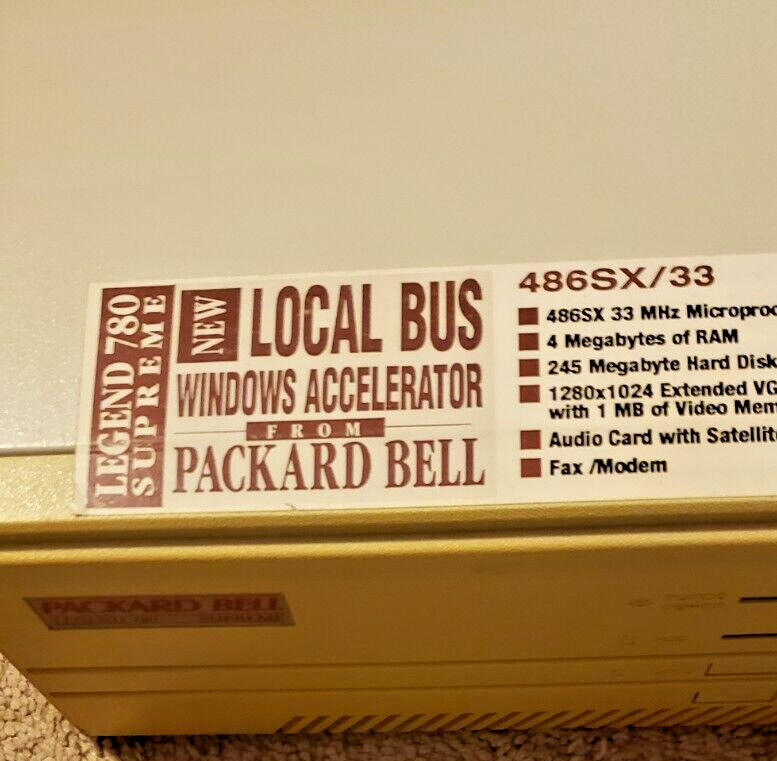 LEGEND 780
SUPREME
NEW
LOCAL BUS
WINDOWS ACCELERATOR
FROM
PACKARD BELL
486SX/33
486SX 33 MHz Microproc
4 Megabytes of RAM
245 Megabyte Hard Disk
1280x1024 Extended VG
with 1 MB of Video Mem
Audio Card with Satellit
Fax /Modem
PACKARD BELL
LEGEND 780 SUPREME